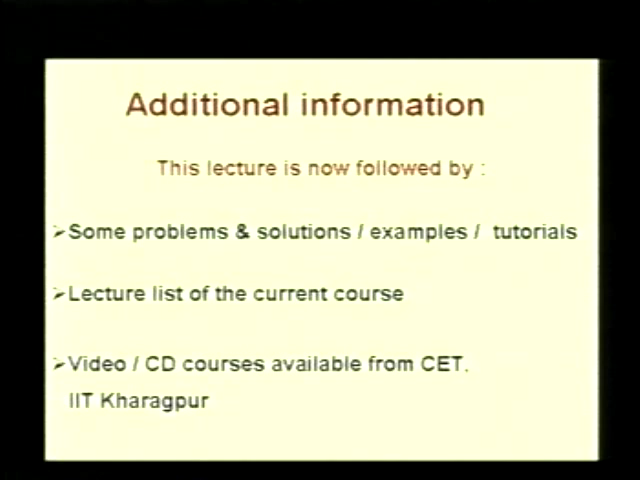 Additional information
This lecture is now followed by :
➢Some problems & solutions / examples / tutorials
➢Lecture list of the current course
➢Video / CD courses available from CET.
IIT Kharagpur